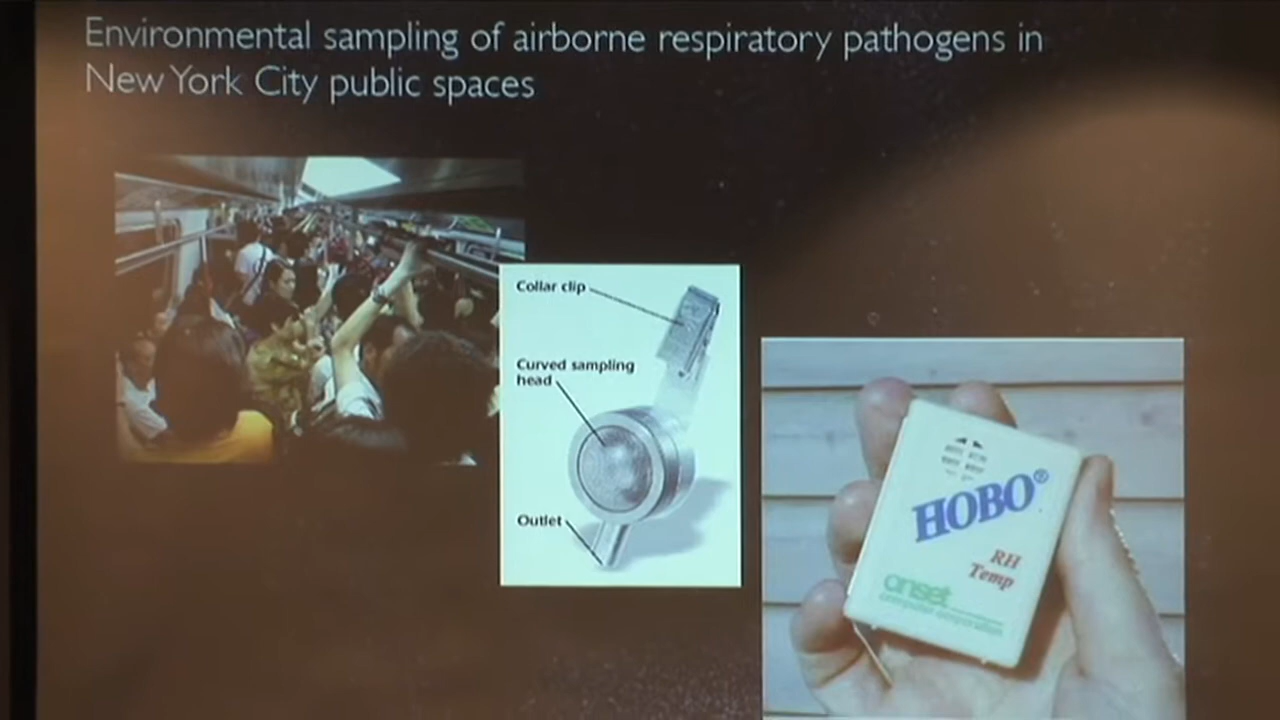 Environmental sampling of airborne respiratory pathogens in
New York City public spaces
Collar clip
Curved sampling
head
Outlet
HOBO®
RH
Temp
onset
computer corporation